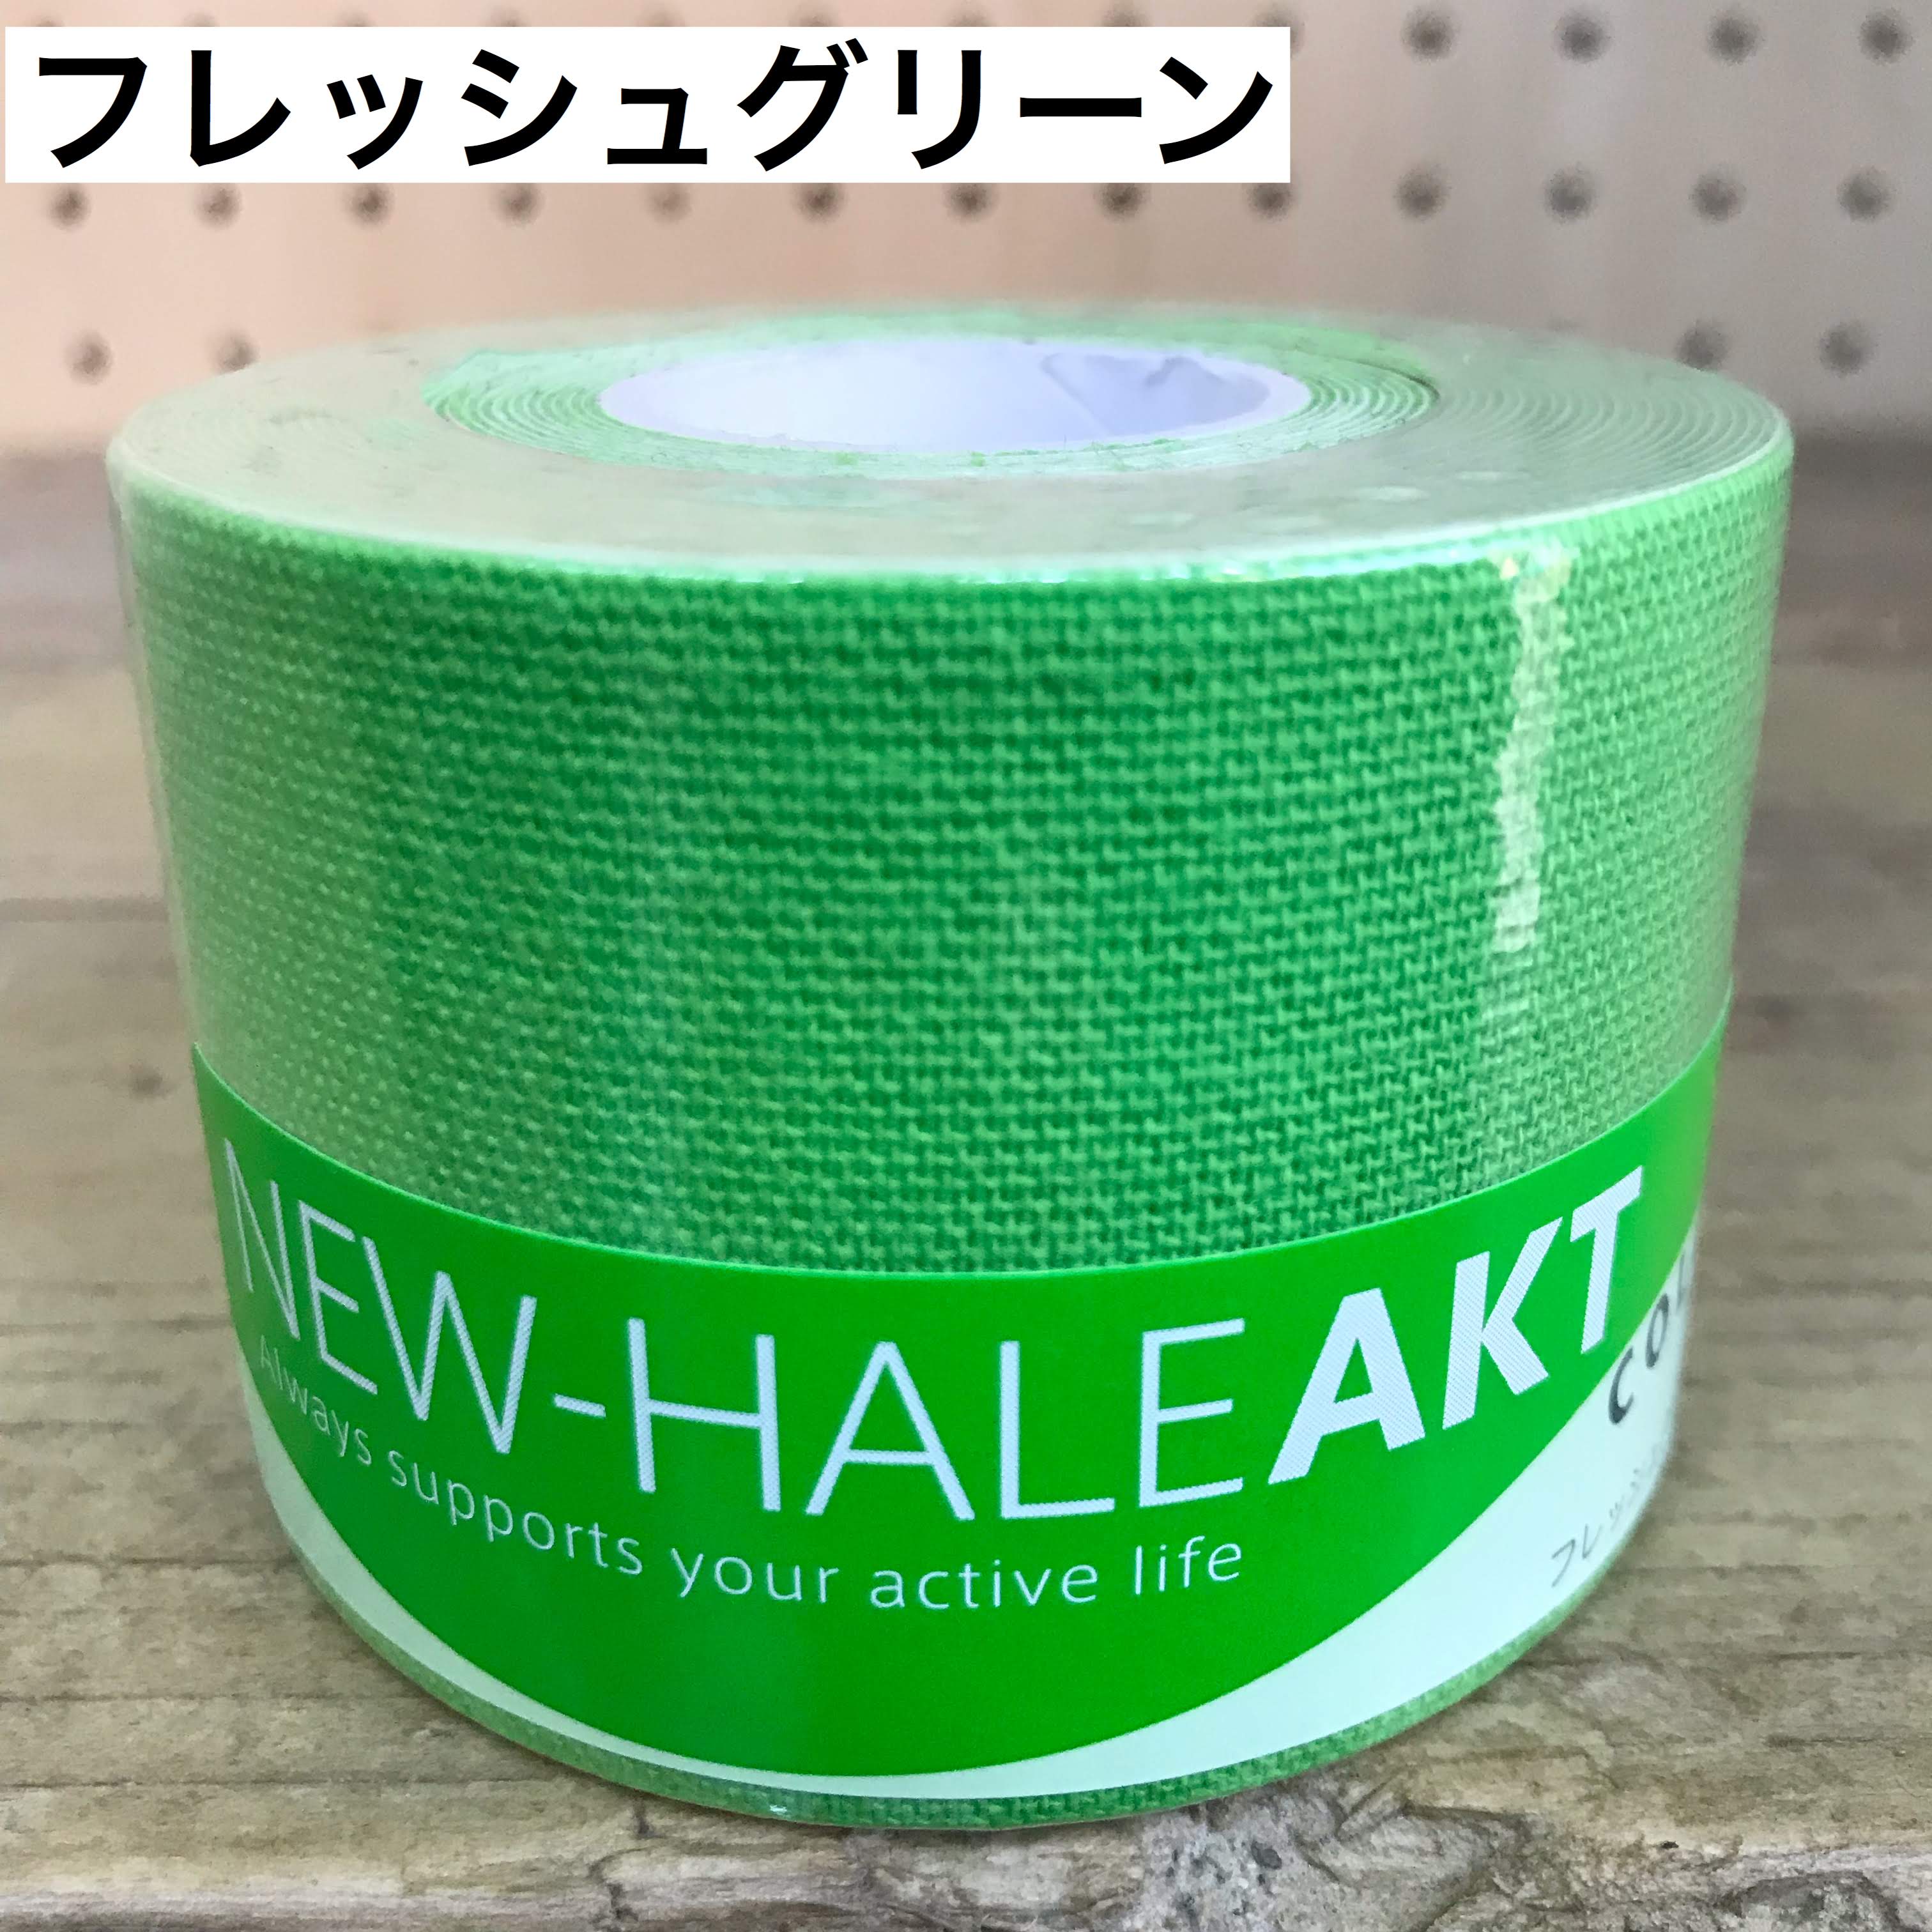 フレッシュグリーン
NEW-HALE AKT
Always supports your active life